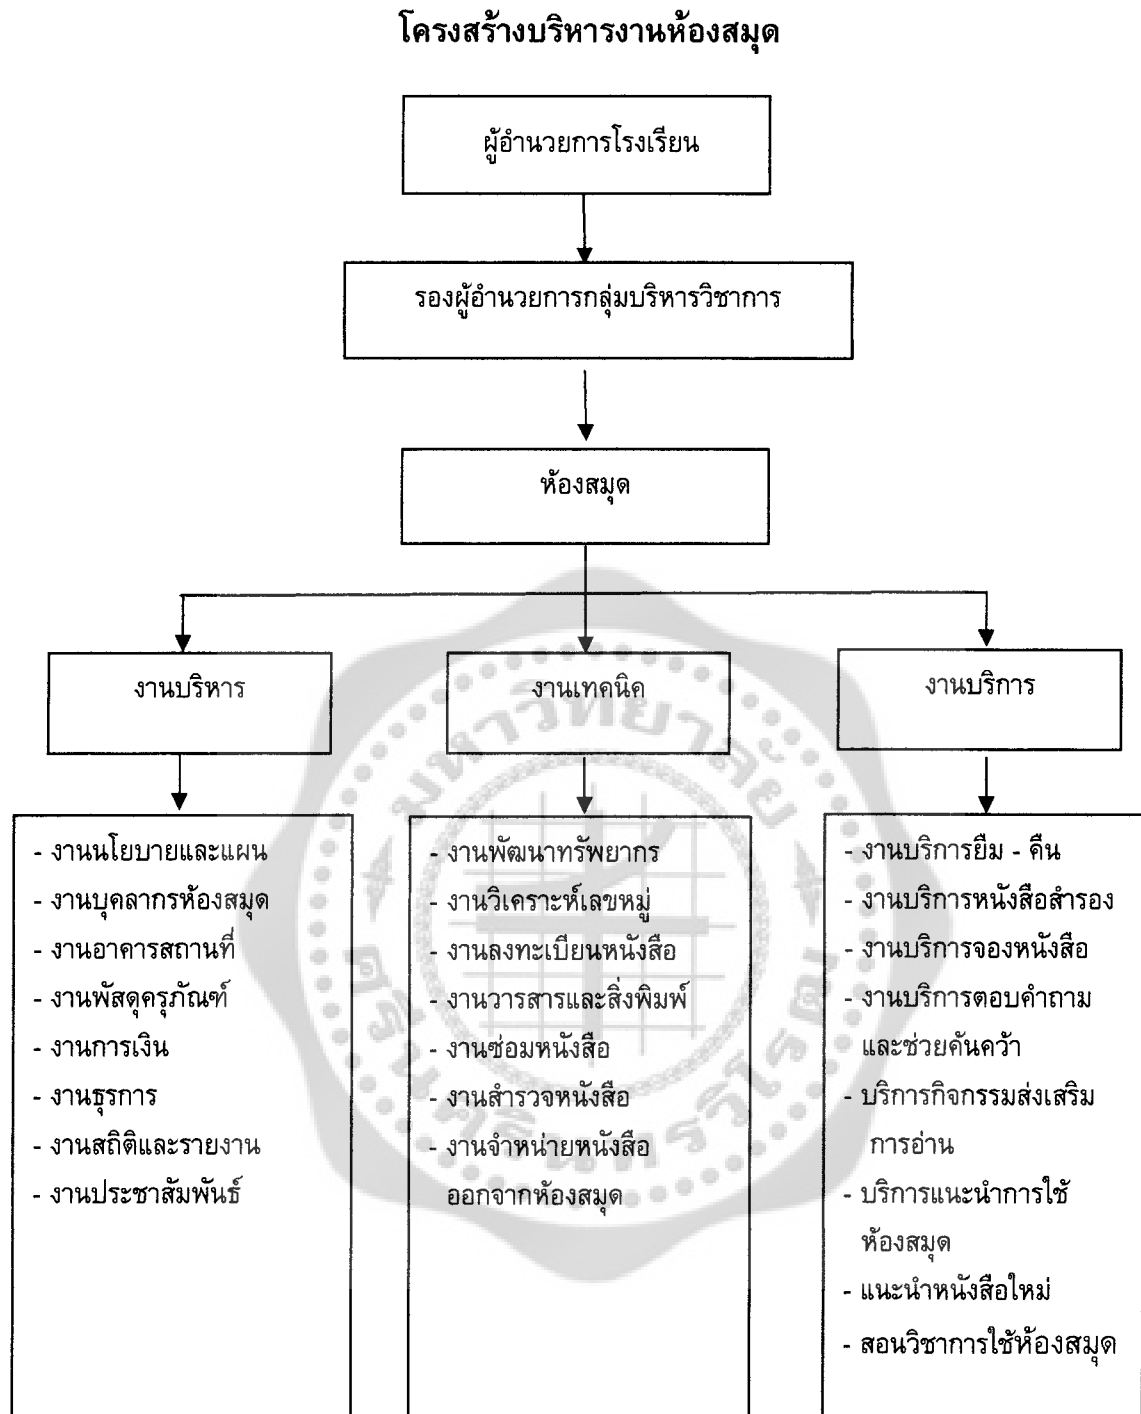 โครงสร้างบริหารงานห้องสมุด
ผู้อำนวยการโรงเรียน
รองผู้อำนวยการกลุ่มบริหารวิชาการ
ห้องสมุด
งานบริหาร
งานเทคนิค
งานบริการ
- งานนโยบายและแผน
- งานบุคลากรห้องสมุด
- งานอาคารสถานที่
- งานพัสดุครุภัณฑ์
- งานการเงิน
- งานธุรการ
- งานสถิติและรายงาน
- งานประชาสัมพันธ์
- งานพัฒนาทรัพยากร
- งานวิเคราะห์เลขหมู่
- งานลงทะเบียนหนังสือ
- งานวารสารและสิ่งพิมพ์
- งานซ่อมหนังสือ
- งานสำรวจหนังสือ
- งานจำหน่ายหนังสือ
ออกจากห้องสมุด
- งานบริการยืม - คืน
- งานบริการหนังสือสำรอง
- งานบริการจองหนังสือ
- งานบริการตอบคำถาม
และช่วยค้นคว้า
- บริการกิจกรรมส่งเสริม
การอ่าน
- บริการแนะนำการใช้
ห้องสมุด
- แนะนำหนังสือใหม่
- สอนวิชาการใช้ห้องสมุด
มหาวิทยาลัย
ศรีนครินทรวิโรฒ